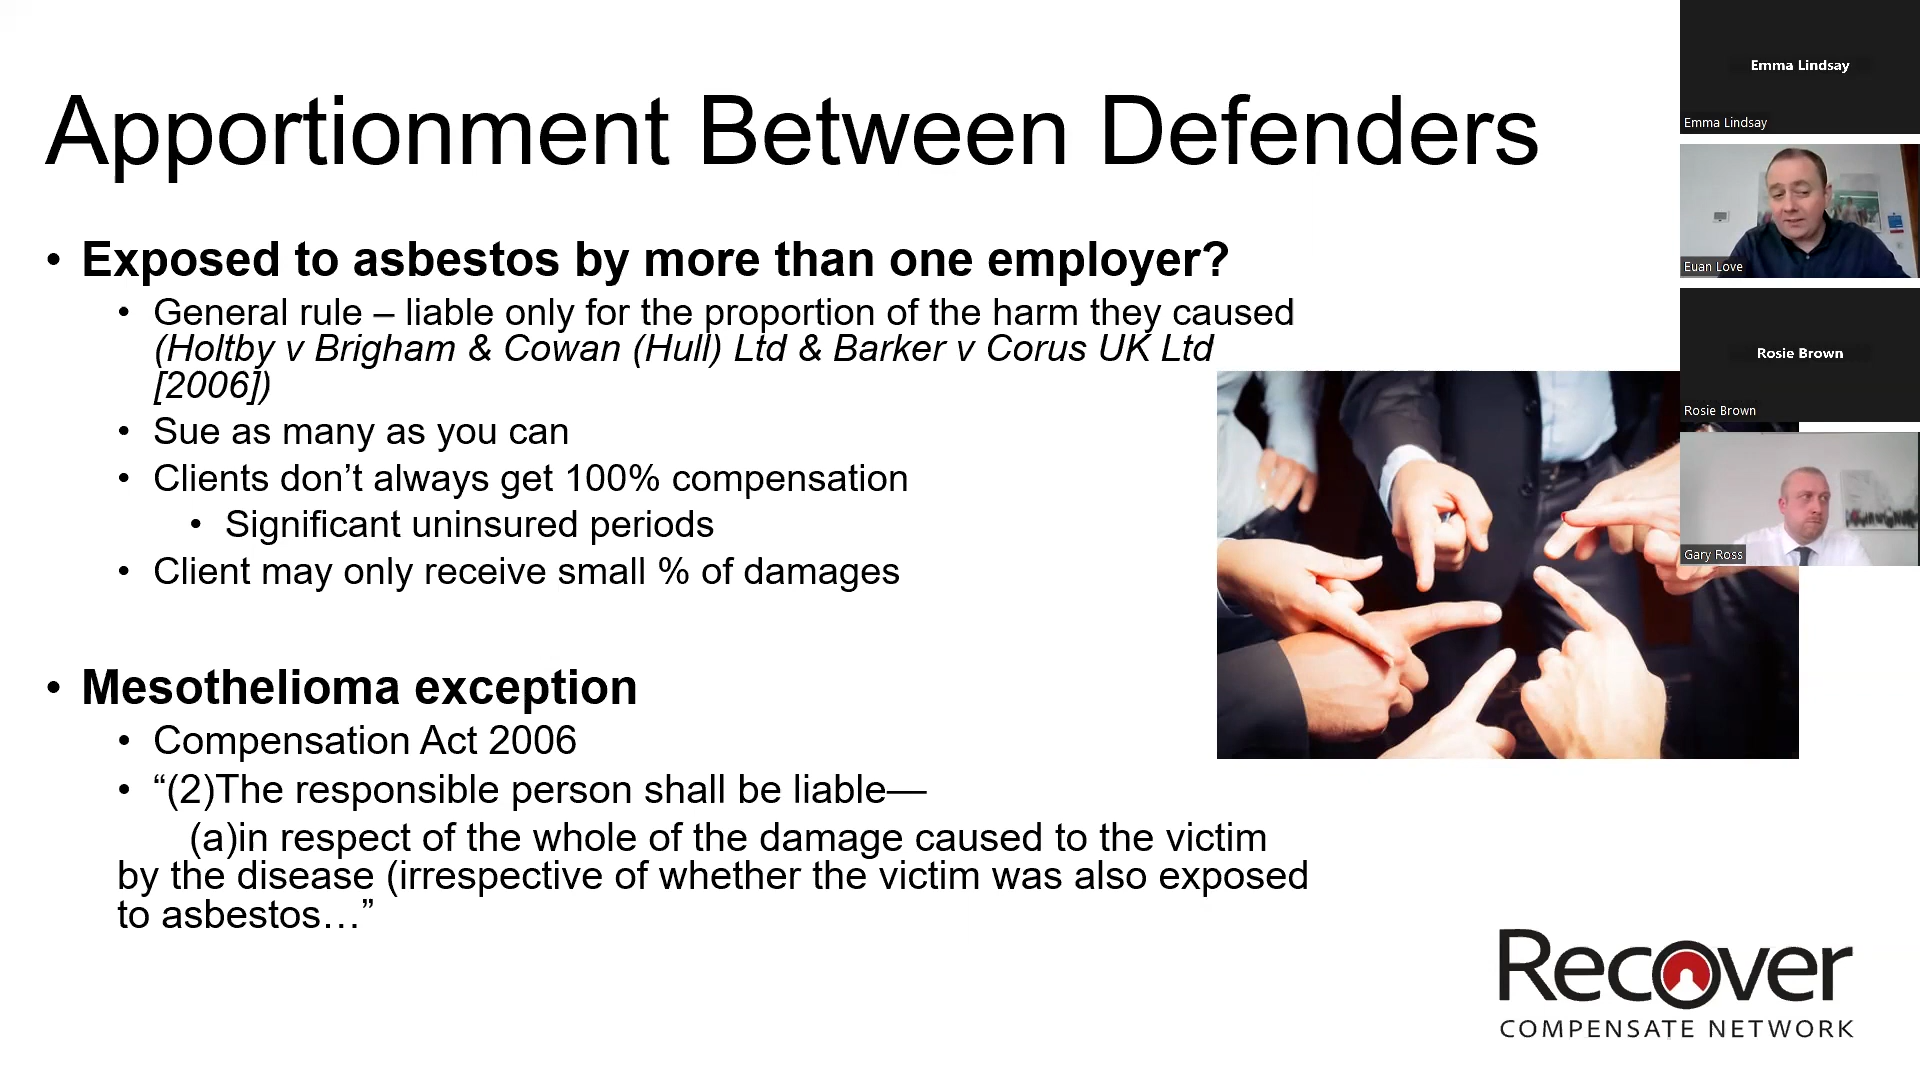 Apportionment Between Defenders
• Exposed to asbestos by more than one employer?
• General rule – liable only for the proportion of the harm they caused
(Holtby v Brigham & Cowan (Hull) Ltd & Barker v Corus UK Ltd
[2006])
• Sue as many as you can
• Clients don’t always get 100% compensation
• Significant uninsured periods
• Client may only receive small % of damages
• Mesothelioma exception
• Compensation Act 2006
• “(2)The responsible person shall be liable—
(a)in respect of the whole of the damage caused to the victim
by the disease (irrespective of whether the victim was also exposed
to asbestos…”
Recover
COMPENSATE NETWORK
Emma Lindsay
Emma Lindsay
Euan Love
Rosie Brown
Rosie Brown
Gary Ross